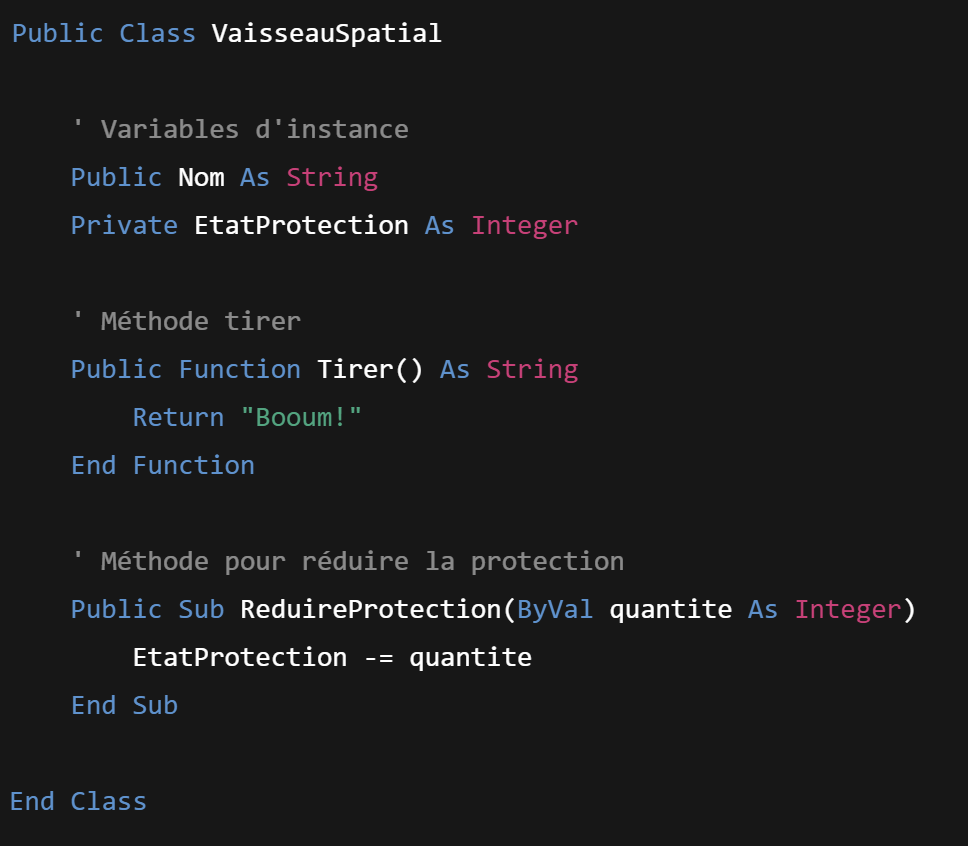 Public Class VaisseauSpatial
' Variables d'instance
Public Nom As String
Private EtatProtection As Integer
' Méthode tirer
Public Function Tirer() As String
Return "Booum!"
End Function
' Méthode pour réduire la protection
Public Sub ReduireProtection(ByVal quantite As Integer)
EtatProtection -= quantite
End Sub
End Class